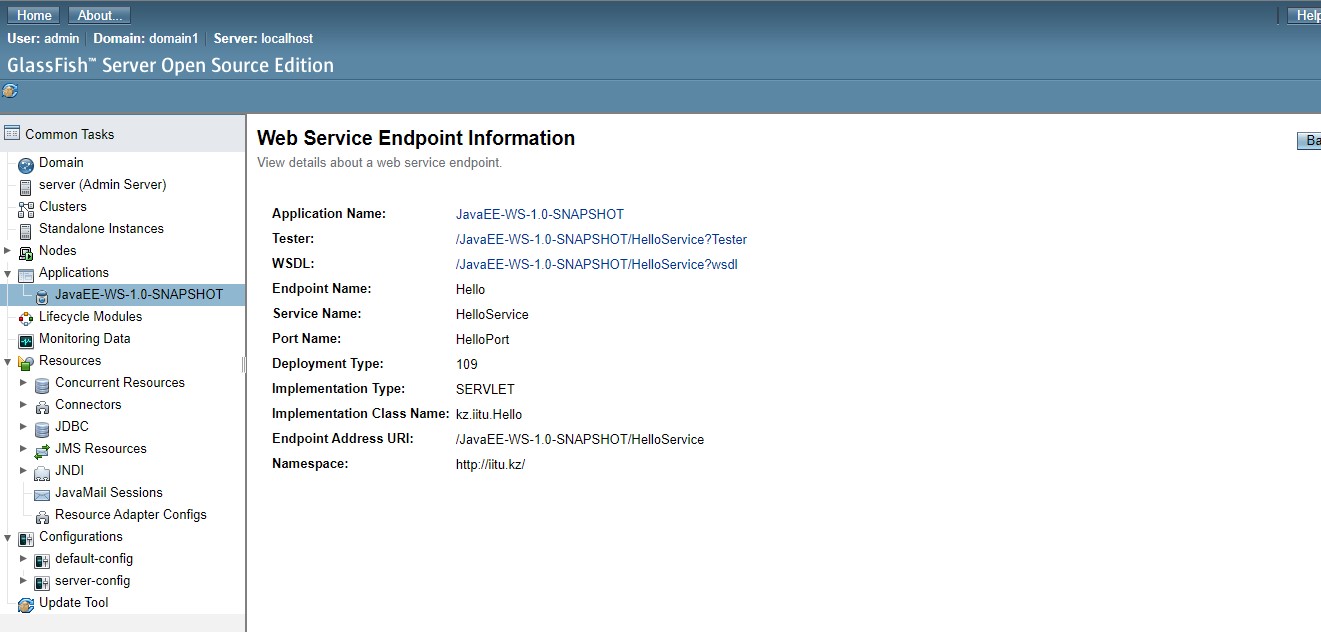 Home About... Help
User: admin Domain: domain1 Server: localhost
GlassFish™ Server Open Source Edition
Common Tasks
Domain
server (Admin Server)
Clusters
Standalone Instances
Nodes
Applications
JavaEE-WS-1.0-SNAPSHOT
Lifecycle Modules
Monitoring Data
Resources
Concurrent Resources
Connectors
JDBC
JMS Resources
JNDI
JavaMail Sessions
Resource Adapter Configs
Configurations
default-config
server-config
Update Tool
Web Service Endpoint Information
Ba
View details about a web service endpoint.
Application Name: JavaEE-WS-1.0-SNAPSHOT
Tester: /JavaEE-WS-1.0-SNAPSHOT/HelloService?Tester
WSDL: /JavaEE-WS-1.0-SNAPSHOT/HelloService?wsdl
Endpoint Name: Hello
Service Name: HelloService
Port Name: HelloPort
Deployment Type: 109
Implementation Type: SERVLET
Implementation Class Name: kz.iitu.Hello
Endpoint Address URI: /JavaEE-WS-1.0-SNAPSHOT/HelloService
Namespace: http://iitu.kz/